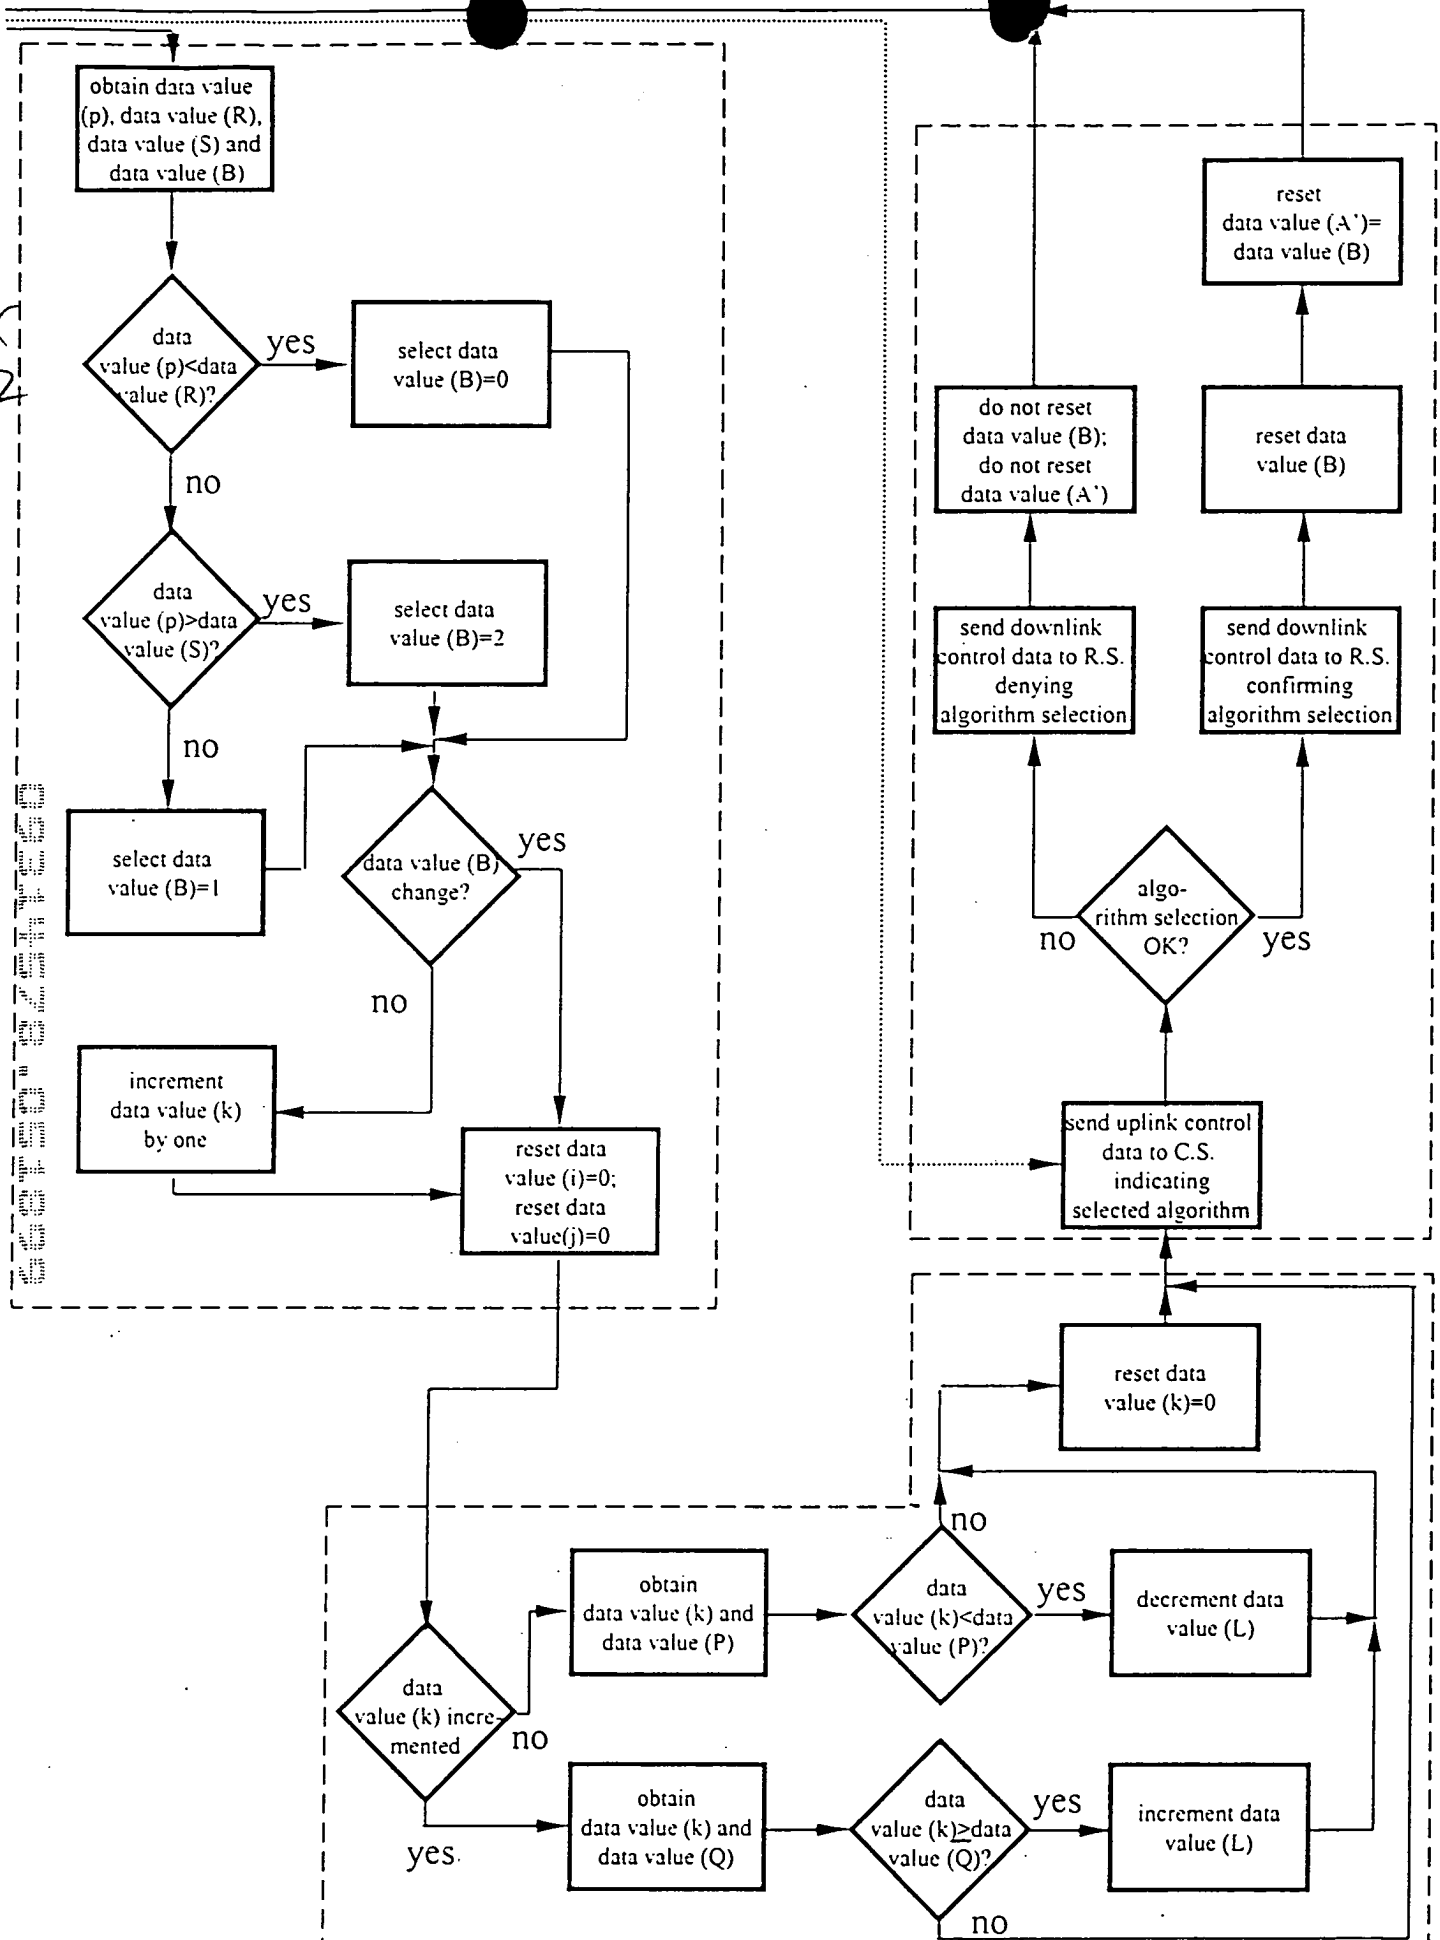 obtain data value
(p), data value (R),
data value (S) and
data value (B)
data
value (p)<data
value (R)?
yes
select data
value (B)=0
no
data
value (p)>data
value (S)?
yes
select data
value (B)=2
no
select data
value (B)=1
data value (B)
change?
yes
no
increment
data value (k)
by one
reset data
value (i)=0;
reset data
value(j)=0
reset
data value (A')=
data value (B)
do not reset
data value (B);
do not reset
data value (A')
reset data
value (B)
send downlink
control data to R.S.
denying
algorithm selection
send downlink
control data to R.S.
confirming
algorithm selection
algo-
rithm selection
OK?
no
yes
send uplink control
data to C.S.
indicating
selected algorithm
reset data
value (k)=0
no
obtain
data value (k) and
data value (P)
data
value (k)<data
value (P)?
yes
decrement data
value (L)
data
value (k) incre-
mented
no
yes
obtain
data value (k) and
data value (Q)
data
value (k)≥data
value (Q)?
yes
increment data
value (L)
no